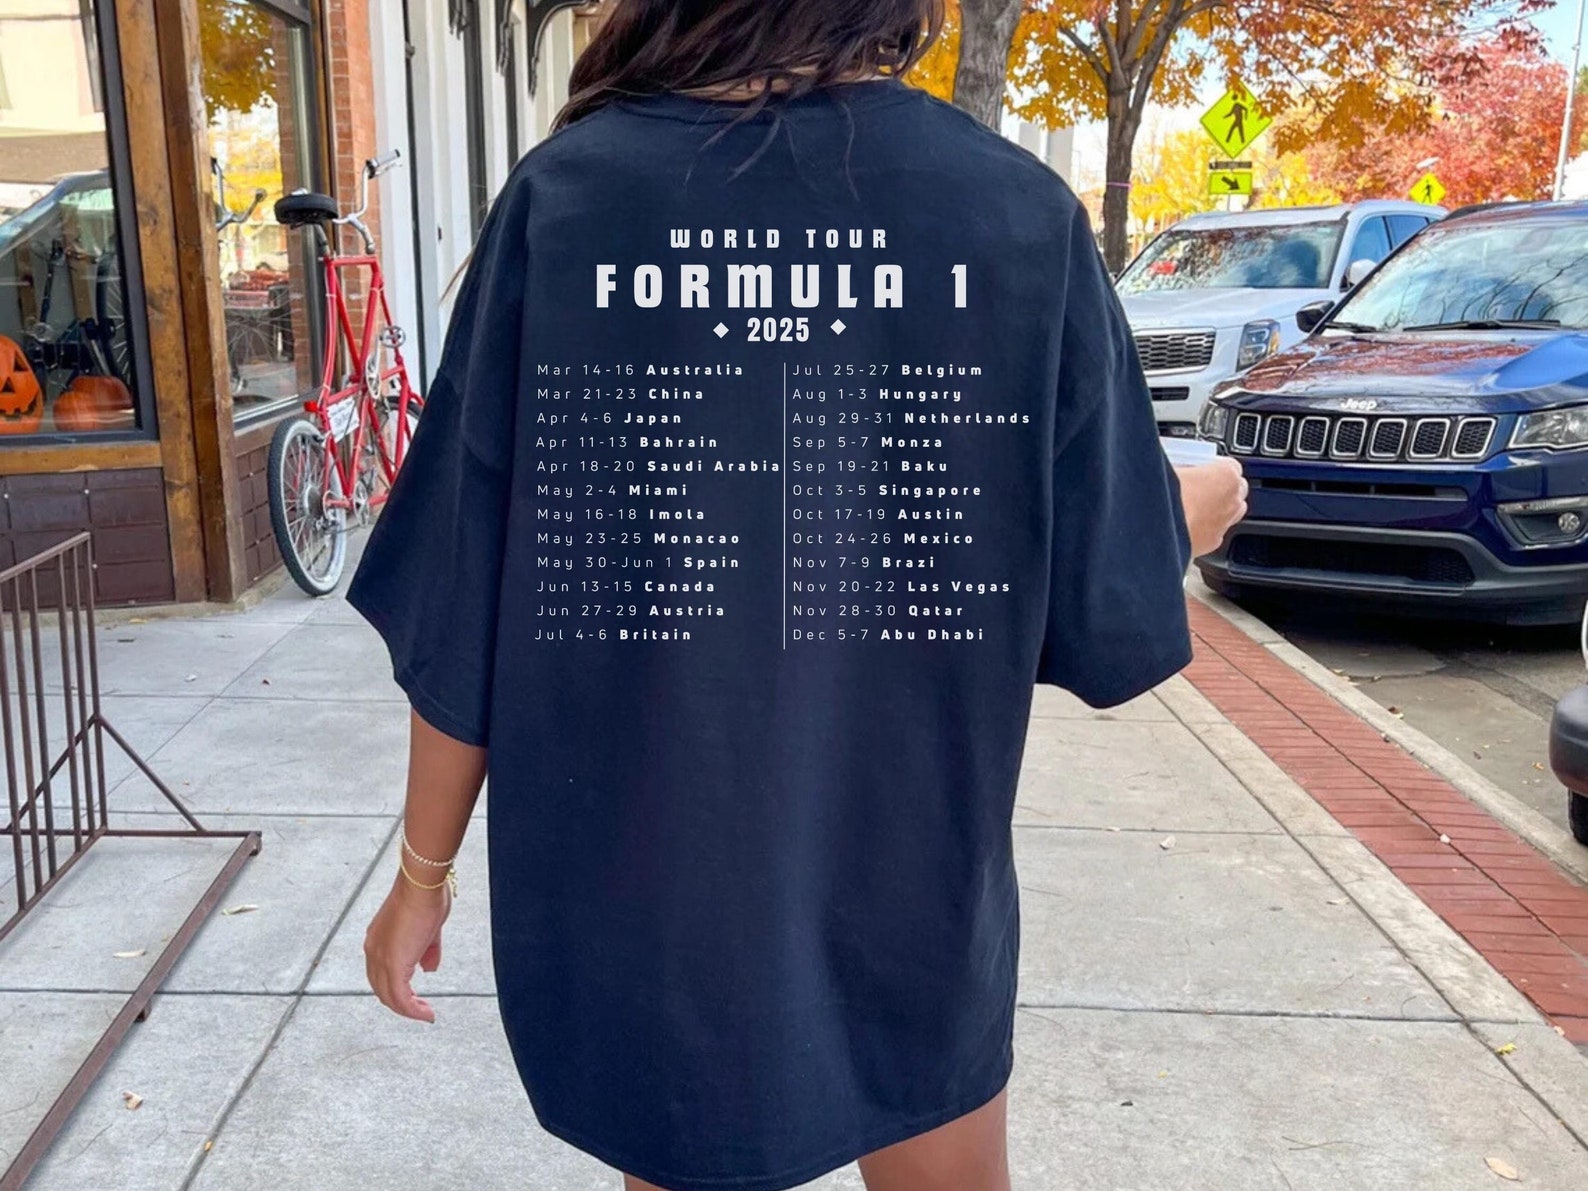 WORLD TOUR
FORMULA 1
2025
Mar 14-16 Australia
Mar 21-23 China
Apr 4-6 Japan
Apr 11-13 Bahrain
Apr 18-20 Saudi Arabia
May 2-4 Miami
May 16-18 Imola
May 23-25 Monacao
May 30-Jun 1 Spain
Jun 13-15 Canada
Jun 27-29 Austria
Jul 4-6 Britain
Jul 25-27 Belgium
Aug 1-3 Hungary
Aug 29-31 Netherlands
Sep 5-7 Monza
Sep 19-21 Baku
Oct 3-5 Singapore
Oct 17-19 Austin
Oct 24-26 Mexico
Nov 7-9 Brazi
Nov 20-22 Las Vegas
Nov 28-30 Qatar
Dec 5-7 Abu Dhabi
Jeep